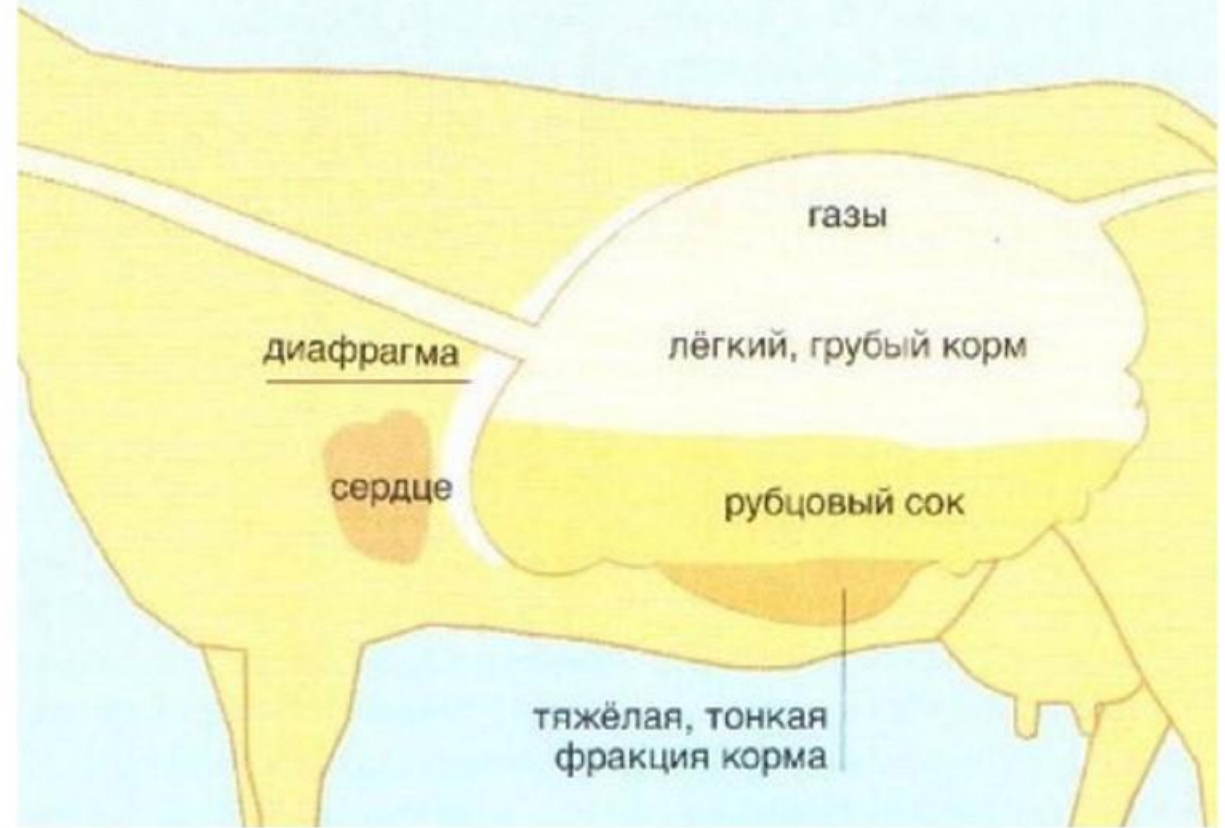 газы
лёгкий, грубый корм
диафрагма
сердце
рубцовый сок
тяжёлая, тонкая
фракция корма